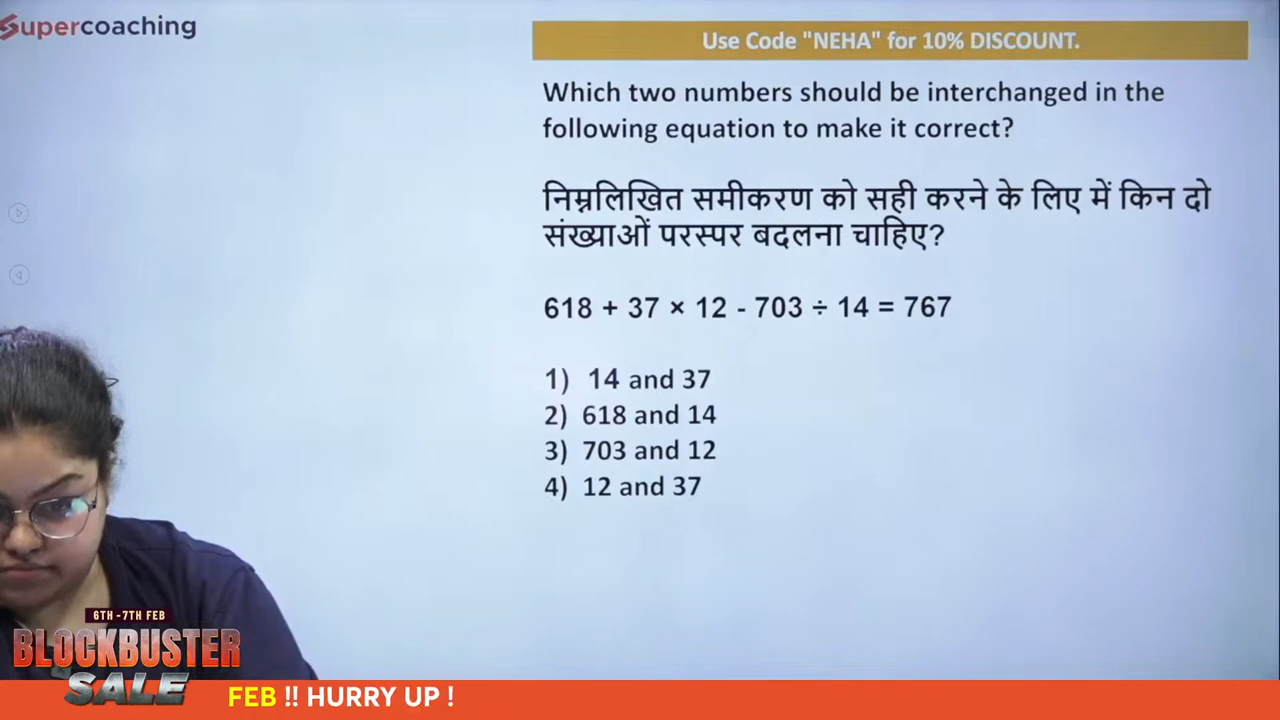 Supercoaching
Use Code "NEHA" for 10% DISCOUNT.
Which two numbers should be interchanged in the
following equation to make it correct?
निम्नलिखित समीकरण को सही करने के लिए में किन दो
संख्याओं परस्पर बदलना चाहिए?
618 + 37 × 12 - 703 ÷ 14 = 767
1) 14 and 37
2) 618 and 14
3) 703 and 12
4) 12 and 37
6TH -7TH FEB
BLOCKBUSTER
SALE
FEB !! HURRY UP !